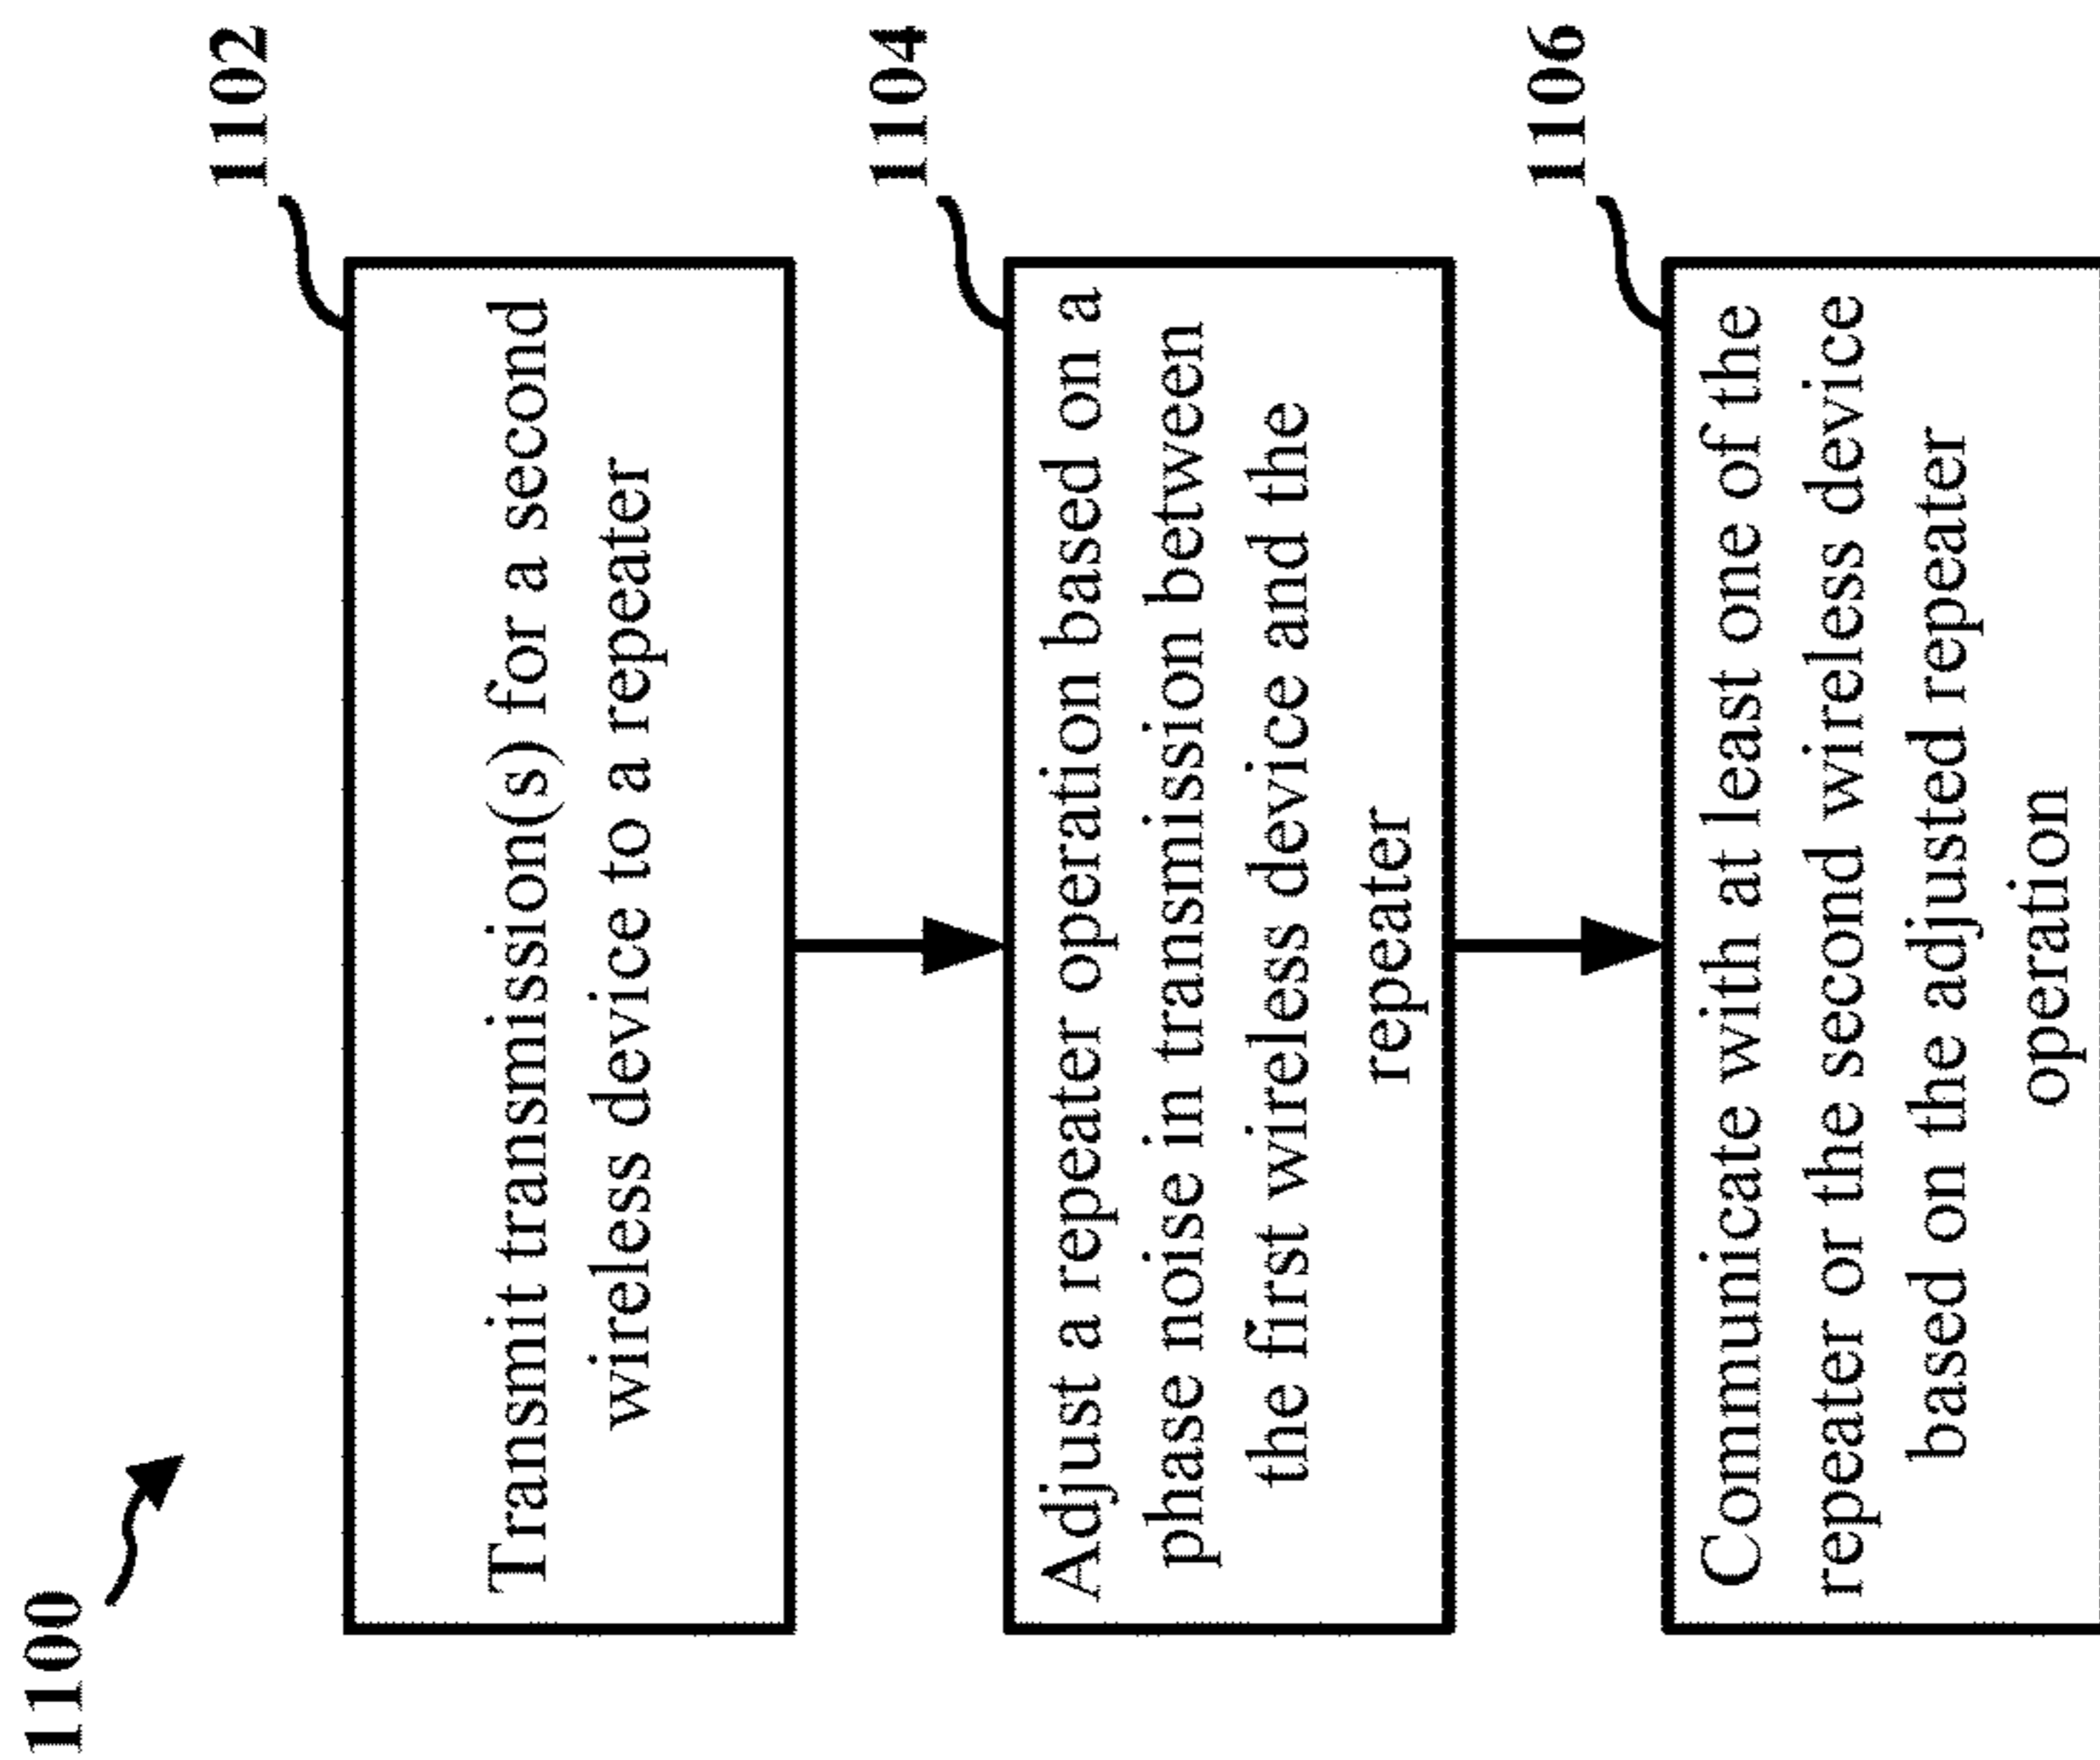 1100
1102
Transmit transmission(s) for a second
wireless device to a repeater
1104
Adjust a repeater operation based on a
phase noise in transmission between
the first wireless device and the
repeater
1106
Communicate with at least one of the
repeater or the second wireless device
based on the adjusted repeater
operation